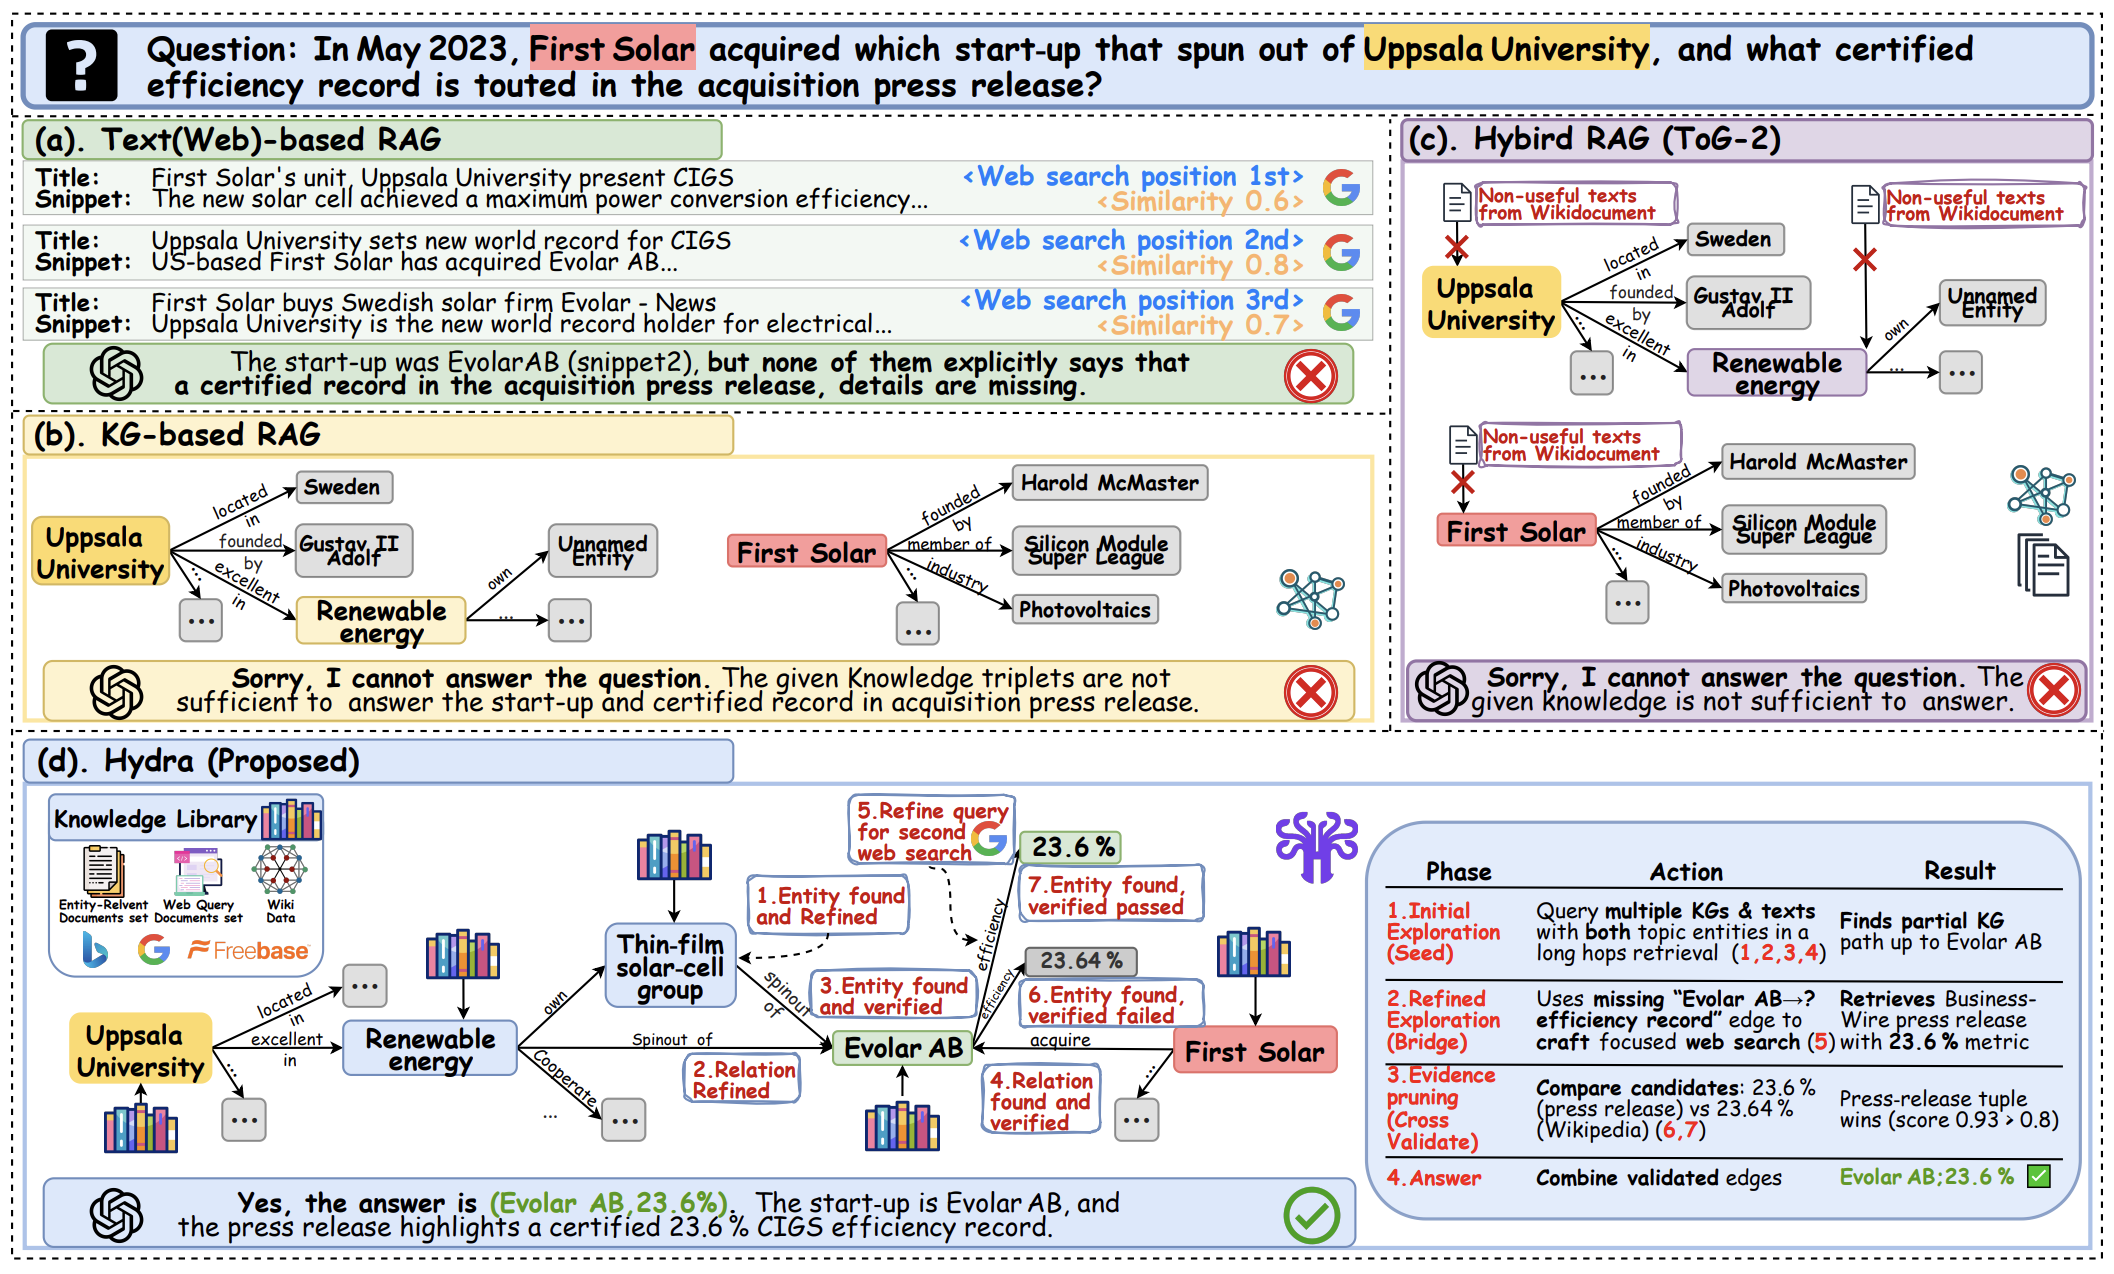 ?
Question: In May 2023, First Solar acquired which start-up that spun out of Uppsala University, and what certified
efficiency record is touted in the acquisition press release?
(a). Text(Web)-based RAG
Title: First Solar's unit, Uppsala University present CIGS
Snippet: The new solar cell achieved a maximum power conversion efficiency...
<Web search position 1st>
<Similarity 0.6>
Title: Uppsala University sets new world record for CIGS
Snippet: US-based First Solar has acquired Evolar AB...
<Web search position 2nd>
<Similarity 0.8>
Title: First Solar buys Swedish solar firm Evolar - News
Snippet: Uppsala University is the new world record holder for electrical...
<Web search position 3rd>
<Similarity 0.7>
The start-up was EvolarAB (snippet2), but none of them explicitly says that
a certified record in the acquisition press release, details are missing.
(b). KG-based RAG
Uppsala
University
located
in
Sweden
founded
by
Gustav II
Adolf
excellent
in
...
...
Renewable
energy
own
Unnamed
Entity
...
...
First Solar
founded
by
Harold McMaster
member of
Silicon Module
Super League
industry
Photovoltaics
...
...
Sorry, I cannot answer the question. The given Knowledge triplets are not
sufficient to answer the start-up and certified record in acquisition press release.
(c). Hybird RAG (ToG-2)
Non-useful texts
from Wikidocument
Non-useful texts
from Wikidocument
Uppsala
University
located
in
Sweden
founded
by
Gustav II
Adolf
excellent
in
...
...
Renewable
energy
own
Unnamed
Entity
...
...
Non-useful texts
from Wikidocument
First Solar
founded
by
Harold McMaster
member of
Silicon Module
Super League
industry
Photovoltaics
...
...
Sorry, I cannot answer the question. The
given knowledge is not sufficient to answer.
(d). Hydra (Proposed)
Knowledge Library
Entity-Relvent
Documents set
Web Query
Documents set
Wiki
Data
Freebase
Uppsala
University
located
in
...
excellent
in
...
...
Renewable
energy
own
Thin-film
solar-cell
group
spinout
of
Spinout of
Cooperate
...
...
1.Entity found
and Refined
2.Relation
Refined
3.Entity found
and verified
4.Relation
found and
verified
5.Refine query
for second
web search
23.6 %
7.Entity found,
verified passed
efficiency
23.64 %
efficiency
6.Entity found,
verified failed
Evolar AB
acquire
First Solar
...
...
Yes, the answer is (Evolar AB,23.6%). The start-up is Evolar AB, and
the press release highlights a certified 23.6 % CIGS efficiency record.
Phase Action Result
1.Initial
Exploration
(Seed)
Query multiple KGs & texts
with both topic entities in a
long hops retrieval (1,2,3,4)
Finds partial KG
path up to Evolar AB
2.Refined
Exploration
(Bridge)
Uses missing “Evolar AB→?
efficiency record” edge to
craft focused web search (5)
Retrieves Business-
Wire press release
with 23.6 % metric
3.Evidence
pruning
(Cross
Validate)
Compare candidates: 23.6 %
(press release) vs 23.64 %
(Wikipedia) (6,7)
Press-release tuple
wins (score 0.93 > 0.8)
4.Answer
Combine validated edges
Evolar AB;23.6 %